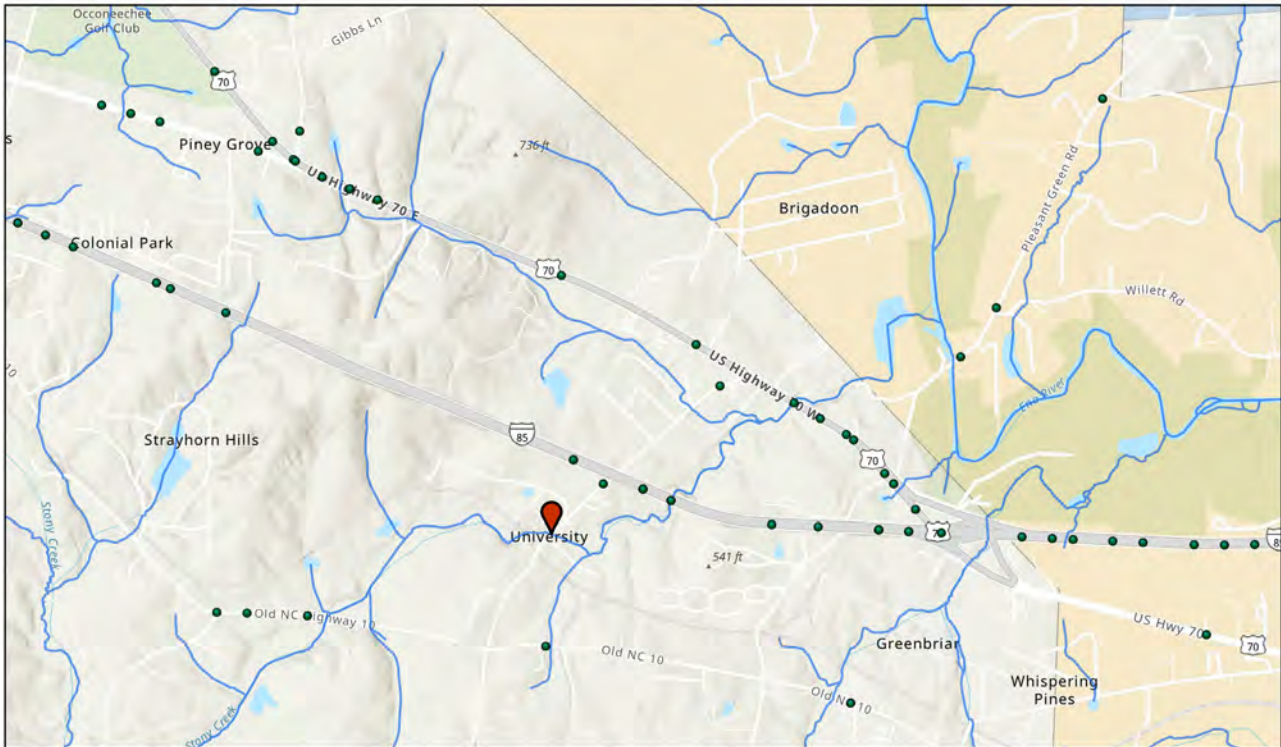 Occoneechee
Golf Club
Gibbs Ln
70
Piney Grove
736 ft
s
US Highway 70 E
Brigadoon
Pleasant Green Rd
Colonial Park
70
Willett Rd
10
US Highway 70 W
Eno River
Strayhorn Hills
85
70
Stony Creek
University
541 ft
70
85
Old NC Highway 10
US Hwy 70
70
Old NC 10
Greenbriar
Whispering
Pines
Old NC 10
Stony Creek